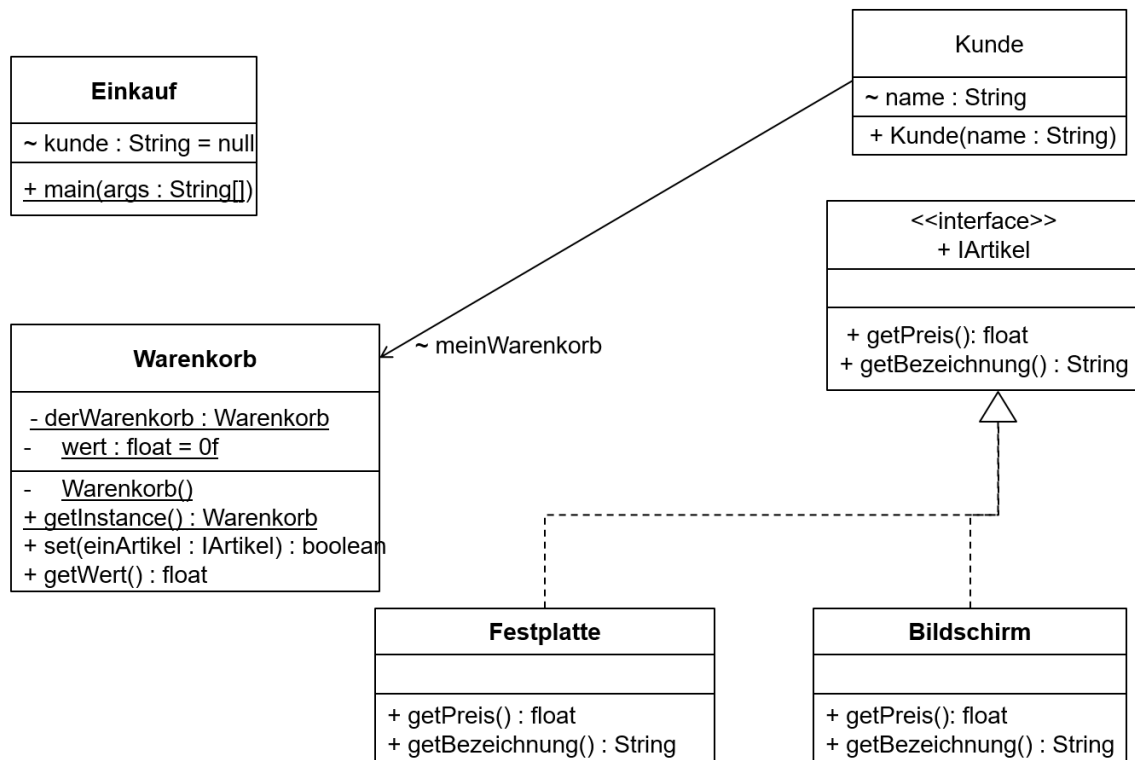 Einkauf
~ kunde : String = null
+ main(args : String[])
Kunde
~ name : String
+ Kunde(name : String)
<<interface>>
+ IArtikel
+ getPreis(): float
+ getBezeichnung() : String
~ meinWarenkorb
Warenkorb
- derWarenkorb : Warenkorb
- wert : float = 0f
- Warenkorb()
+ getInstance() : Warenkorb
+ set(einArtikel : IArtikel) : boolean
+ getWert() : float
Festplatte
+ getPreis() : float
+ getBezeichnung() : String
Bildschirm
+ getPreis(): float
+ getBezeichnung() : String